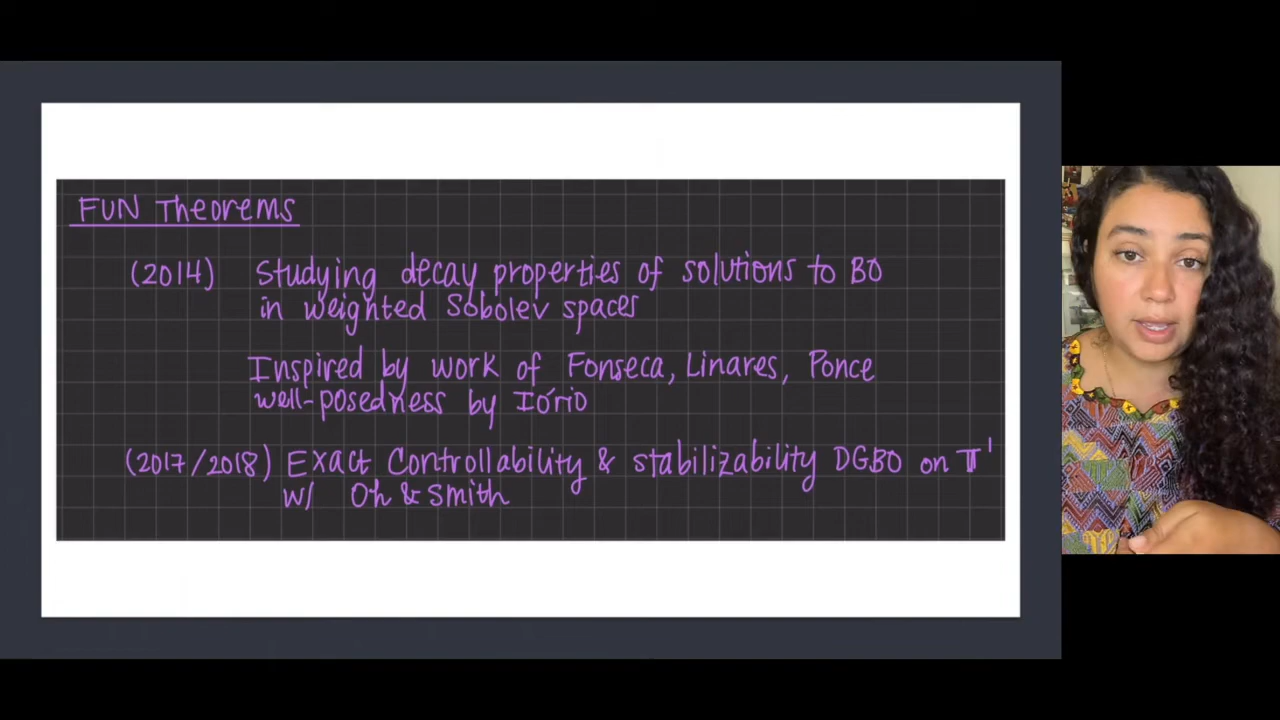 FUN Theorems
(2014) Studying decay properties of solutions to BO
in weighted Sobolev spaces
Inspired by work of Fonseca, Linares, Ponce
well-posedness by Iório
(2017/2018) Exact Controllability & stabilizability DGBO on 𝕋¹
w/ Oh & Smith